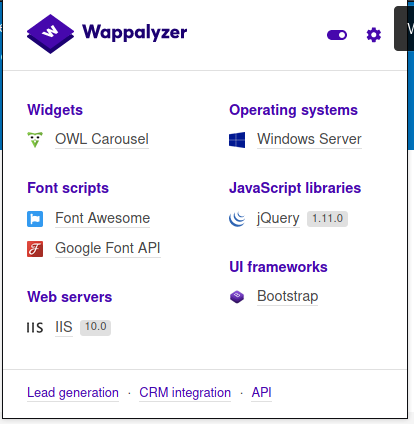 Wappalyzer
Widgets
OWL Carousel
Font scripts
Font Awesome
Google Font API
Web servers
IIS 10.0
Operating systems
Windows Server
JavaScript libraries
jQuery 1.11.0
UI frameworks
Bootstrap
Lead generation · CRM integration · API